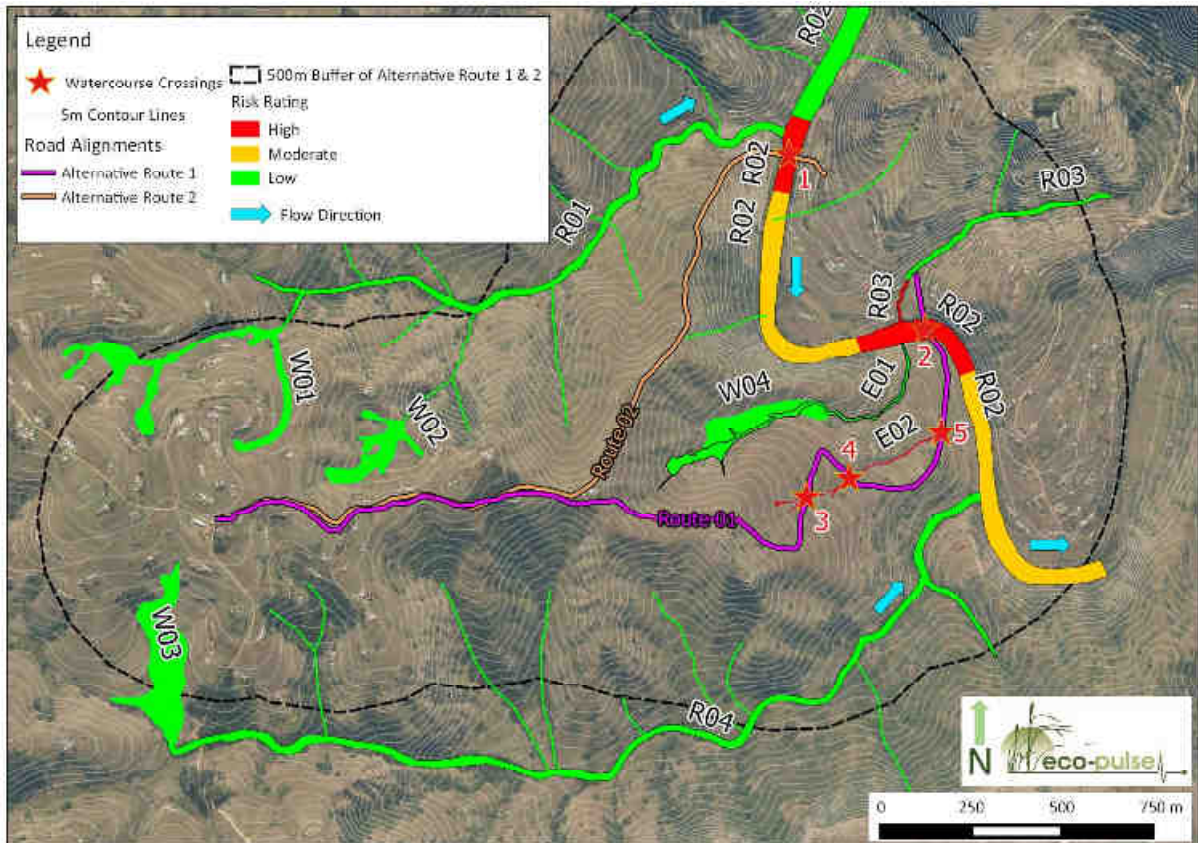 Legend
Watercourse Crossings
5m Contour Lines
Road Alignments
Alternative Route 1
Alternative Route 2
500m Buffer of Alternative Route 1 & 2
Risk Rating
High
Moderate
Low
Flow Direction
R02
R03
R02
1
R02
R01
R03
R02
2
E01
W04
R02
W01
W02
E02
5
4
Route 02
3
Route 01
W03
R04
N
eco-pulse
0 250 500 750 m